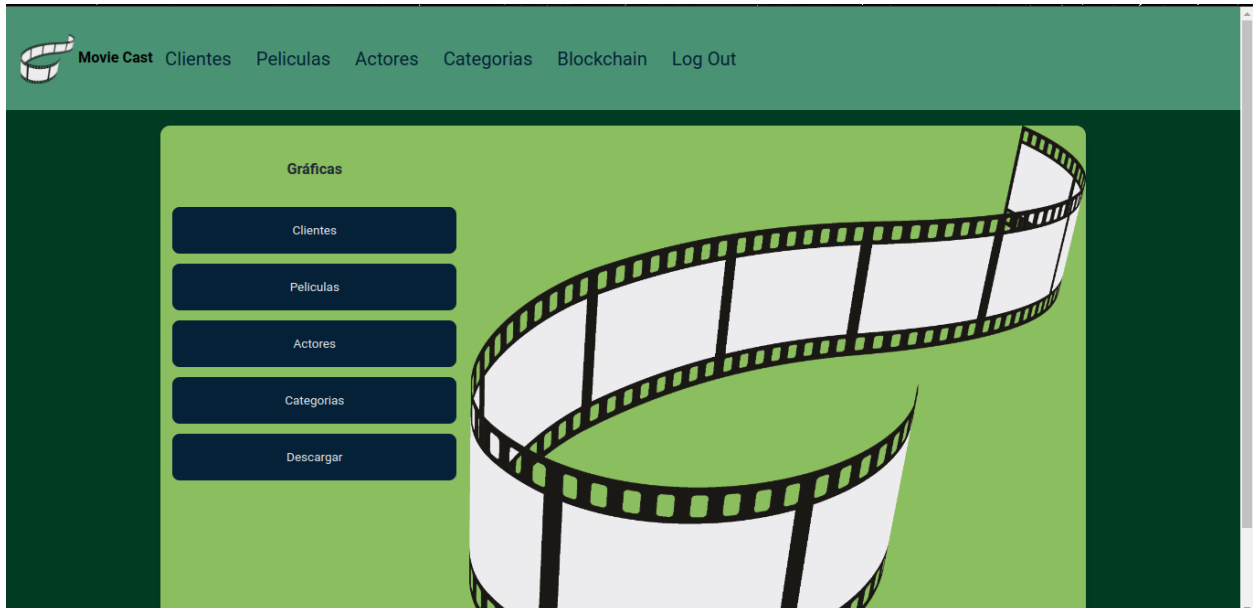 Movie Cast Clientes Peliculas Actores Categorias Blockchain Log Out
Gráficas
Clientes
Peliculas
Actores
Categorias
Descargar